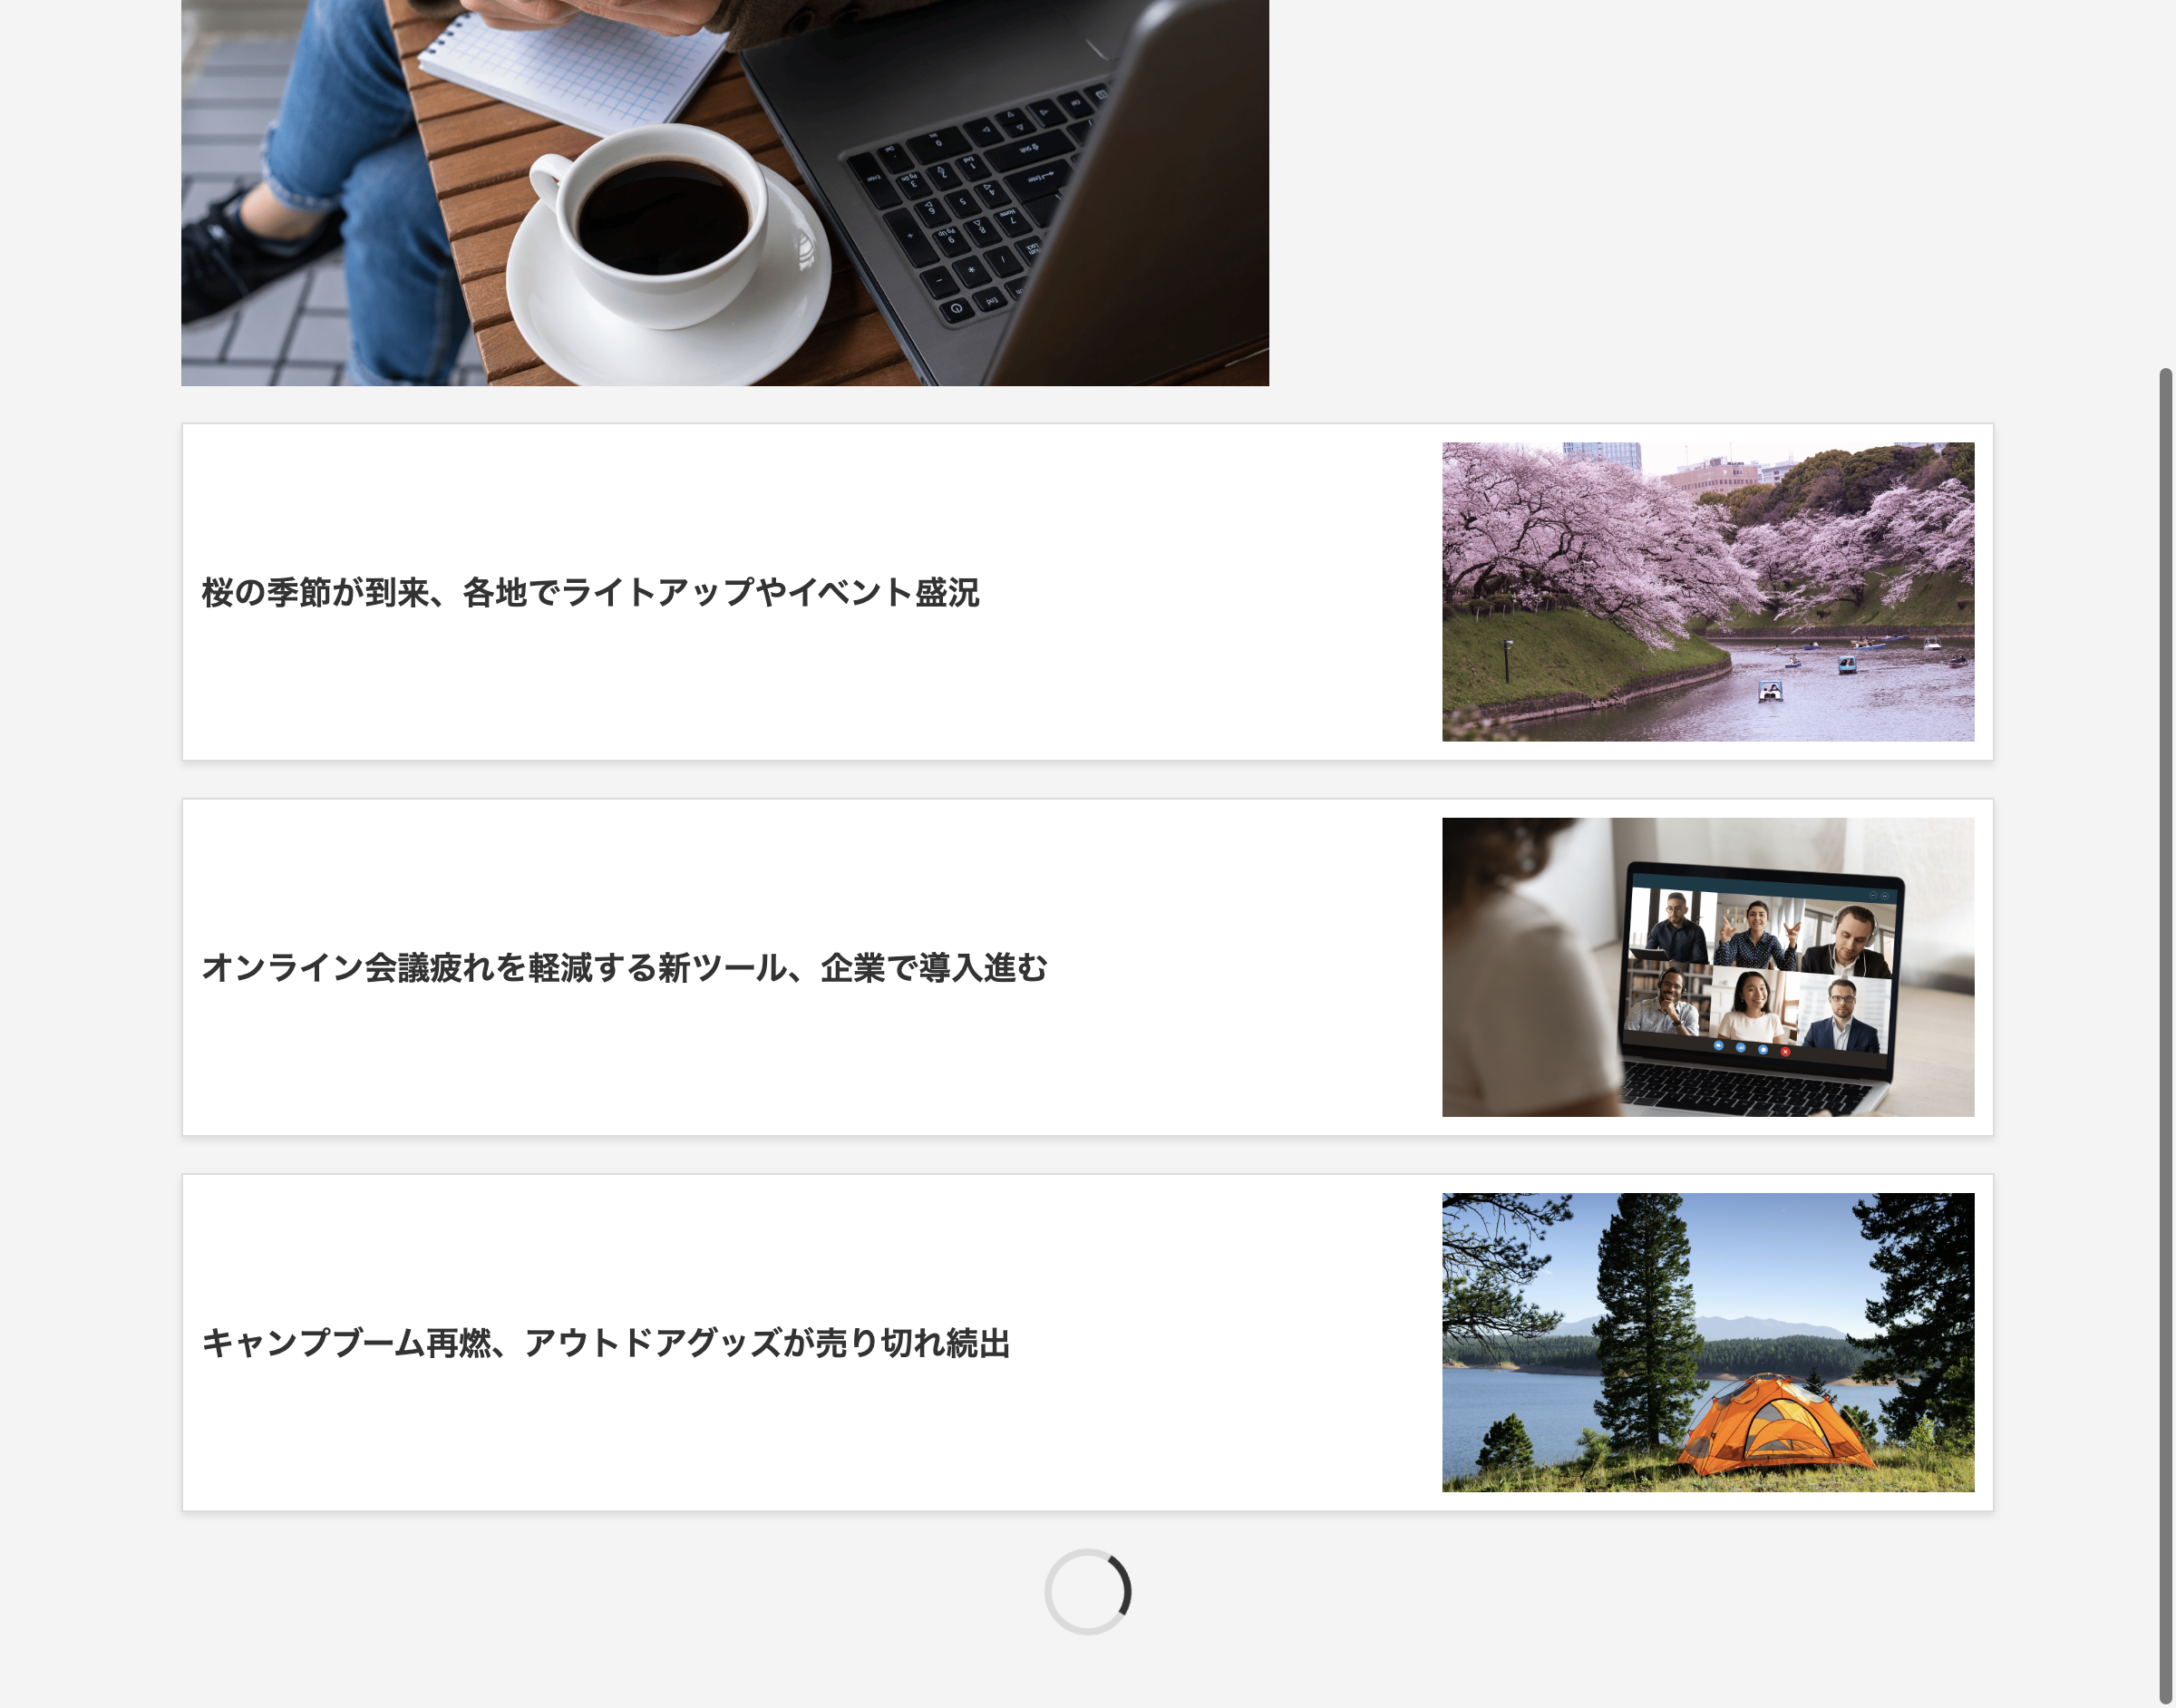 桜の季節が到来、各地でライトアップやイベント盛況
オンライン会議疲れを軽減する新ツール、企業で導入進む
キャンプブーム再燃、アウトドアグッズが売り切れ続出